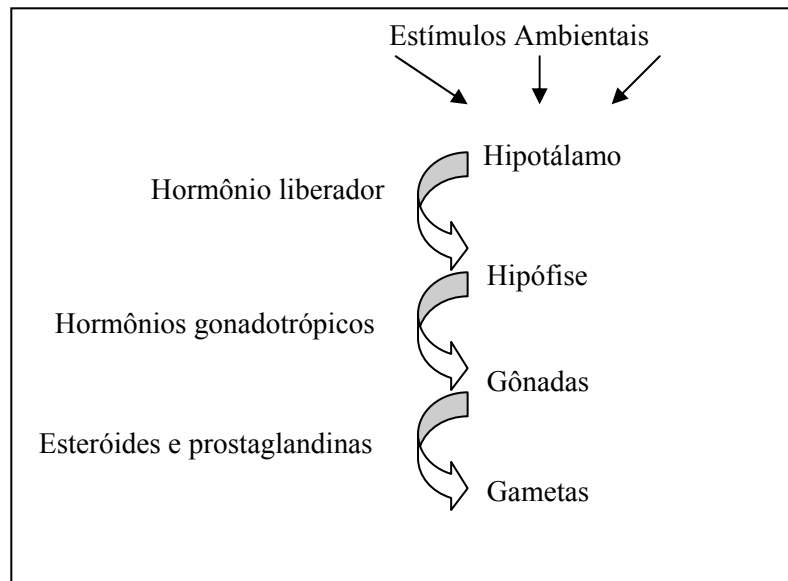 Estímulos Ambientais
Hipotálamo
Hormônio liberador
Hipófise
Hormônios gonadotrópicos
Gônadas
Esteróides e prostaglandinas
Gametas